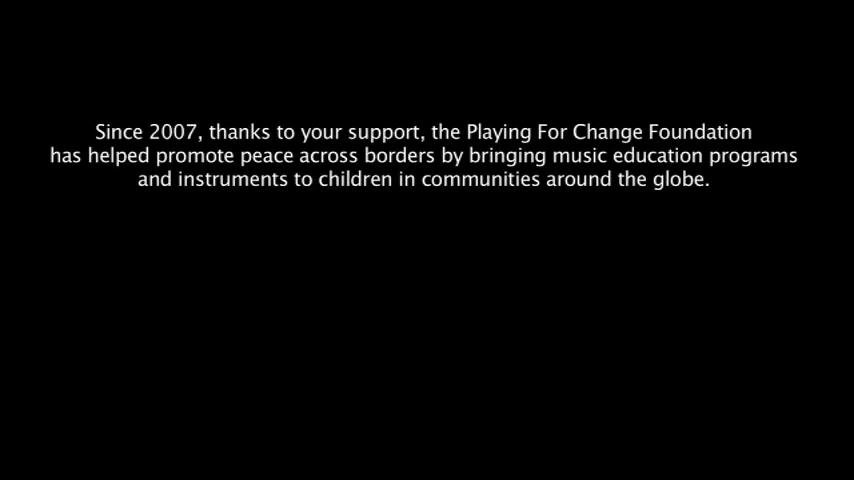 Since 2007, thanks to your support, the Playing For Change Foundation
has helped promote peace across borders by bringing music education programs
and instruments to children in communities around the globe.